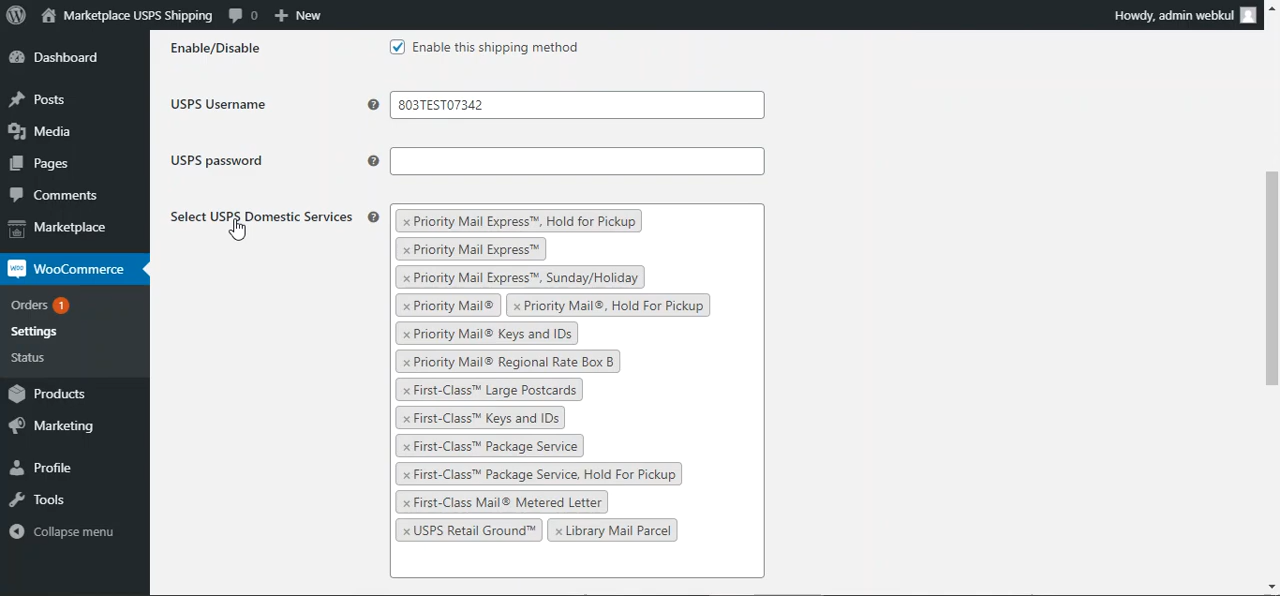 Marketplace USPS Shipping 0 + New Howdy, admin webkul
Dashboard
Posts
Media
Pages
Comments
Marketplace
WOO WooCommerce
Orders 1
Settings
Status
Products
Marketing
Profile
Tools
Collapse menu
Enable/Disable Enable this shipping method
USPS Username ? 803TEST07342
USPS password ?
Select USPS Domestic Services ?
× Priority Mail Express™, Hold for Pickup
× Priority Mail Express™
× Priority Mail Express™, Sunday/Holiday
× Priority Mail® × Priority Mail®, Hold For Pickup
× Priority Mail® Keys and IDs
× Priority Mail® Regional Rate Box B
× First-Class™ Large Postcards
× First-Class™ Keys and IDs
× First-Class™ Package Service
× First-Class™ Package Service, Hold For Pickup
× First-Class Mail® Metered Letter
× USPS Retail Ground™ × Library Mail Parcel